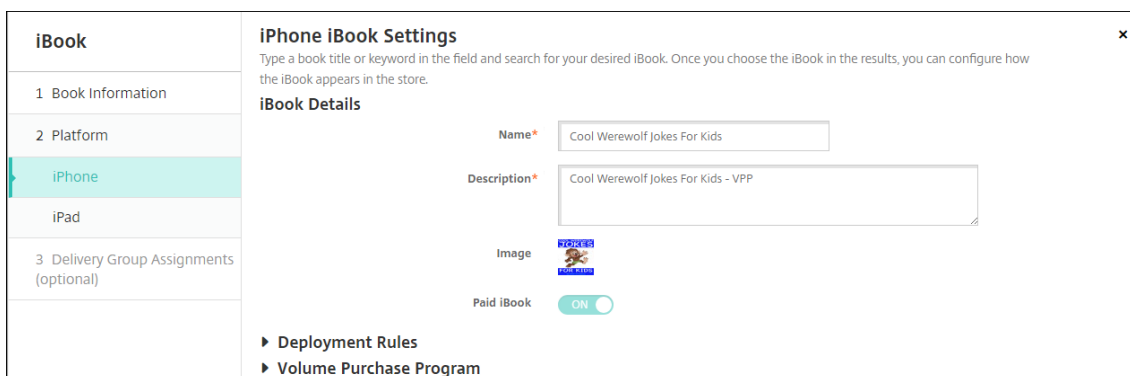 iBook
1 Book Information
2 Platform
iPhone
iPad
3 Delivery Group Assignments
(optional)
iPhone iBook Settings
Type a book title or keyword in the field and search for your desired iBook. Once you choose the iBook in the results, you can configure how
the iBook appears in the store.
iBook Details
Name*
Cool Werewolf Jokes For Kids
Description*
Cool Werewolf Jokes For Kids - VPP
Image
JOKES
FOR KIDS
Paid iBook
ON
Deployment Rules
Volume Purchase Program